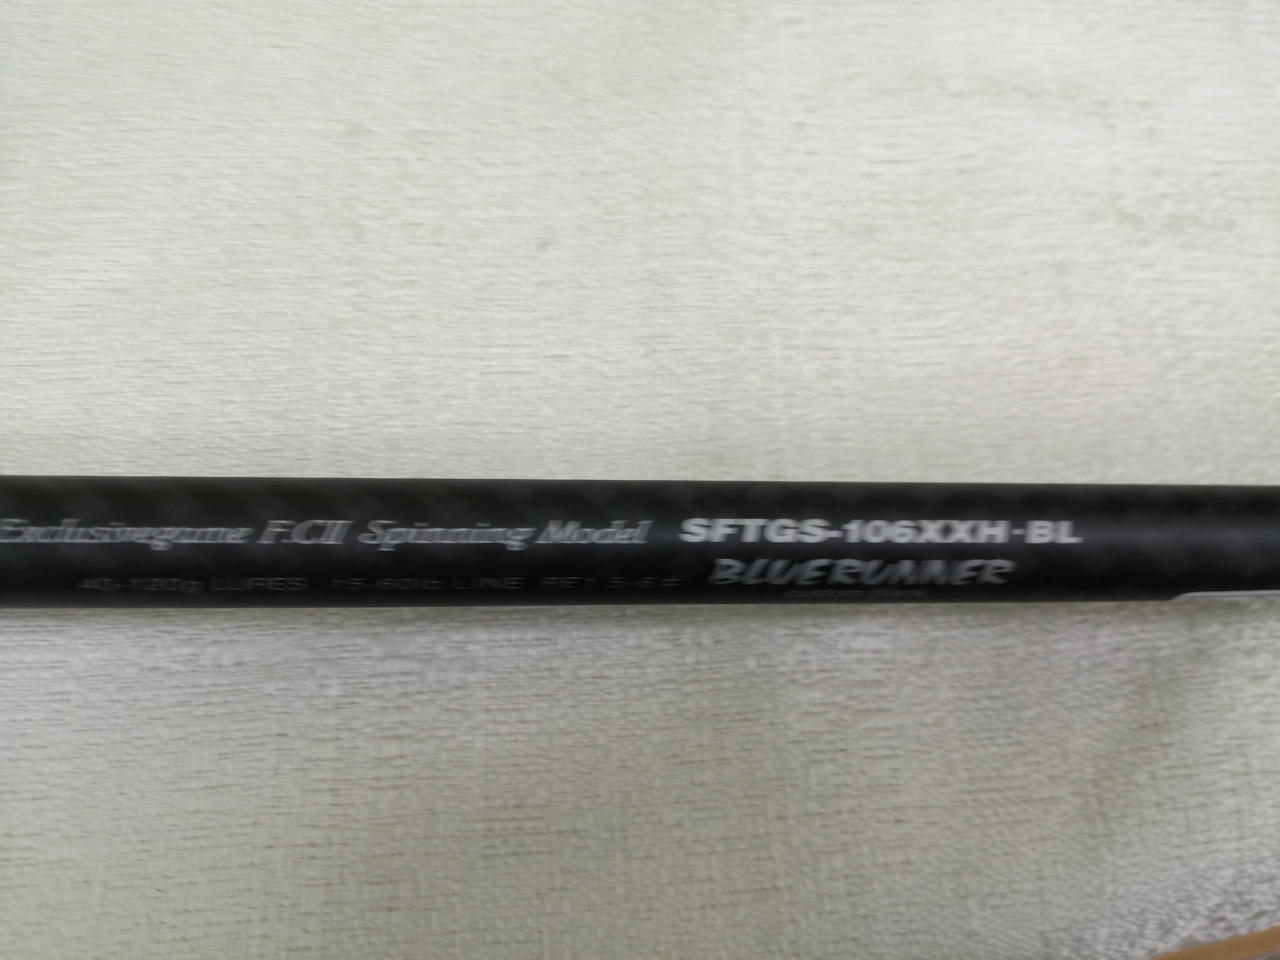 Exclusivegame F.CII Spinning Model SFTGS-106XXH·BL
40-120g LURES 15-60lb.LINE PE1.5-6# BLUERUNNER